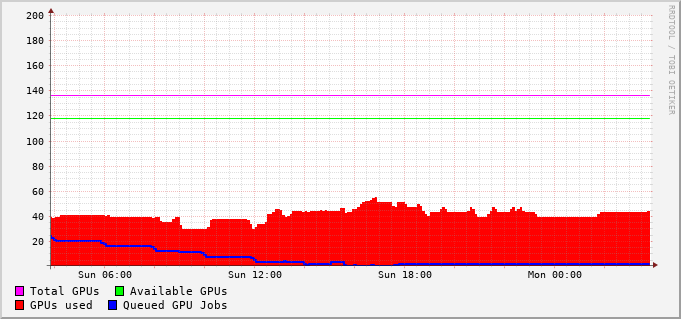 200
180
160
140
120
100
80
60
40
20
Sun 06:00 Sun 12:00 Sun 18:00 Mon 00:00
Total GPUs Available GPUs
GPUs used Queued GPU Jobs
RRDTOOL / TOBI OETIKER